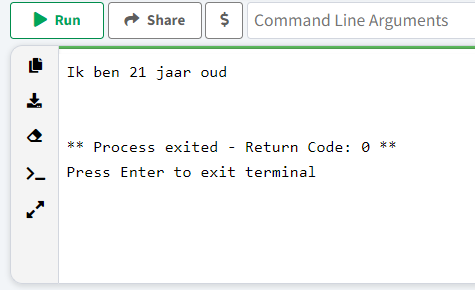 Run Share $ Command Line Arguments
Ik ben 21 jaar oud
** Process exited - Return Code: 0 **
Press Enter to exit terminal